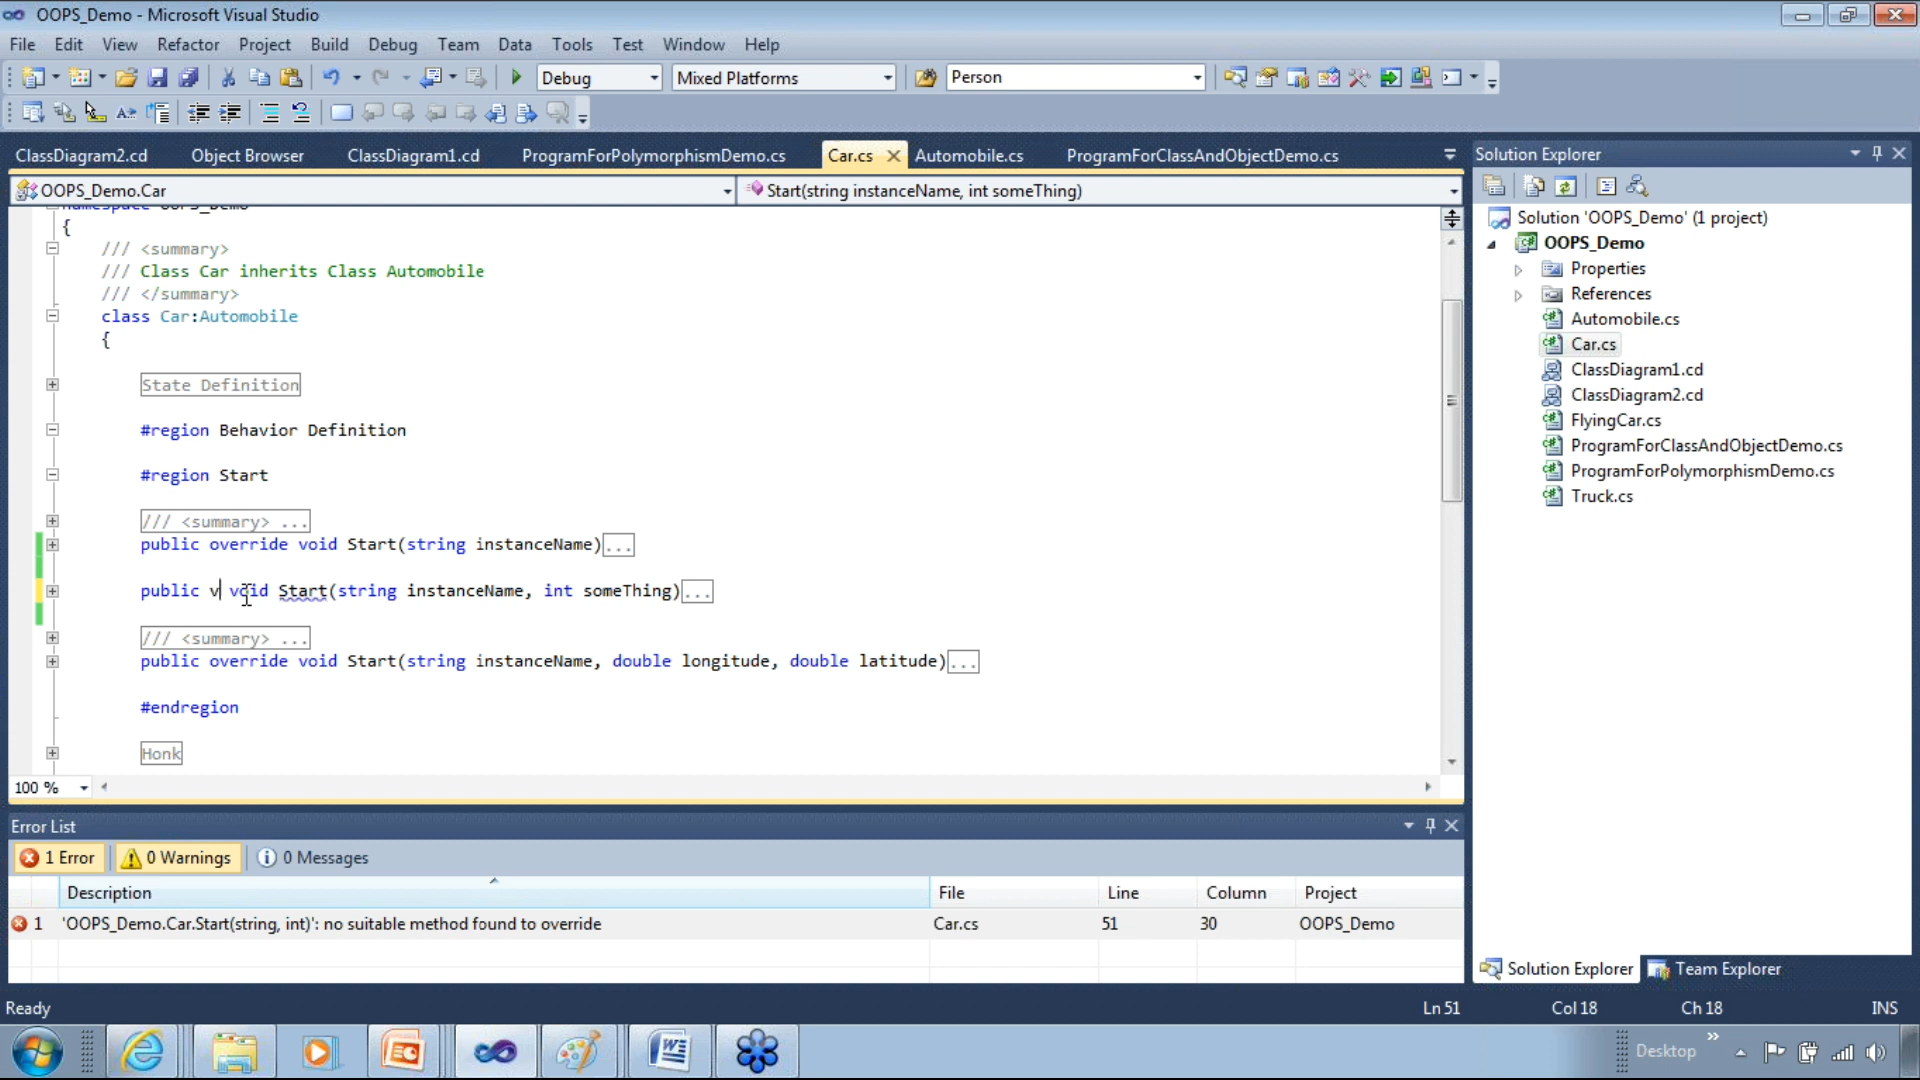 OOPS_Demo - Microsoft Visual Studio
File Edit View Refactor Project Build Debug Team Data Tools Test Window Help
Debug Mixed Platforms Person
ClassDiagram2.cd Object Browser ClassDiagram1.cd ProgramForPolymorphismDemo.cs Car.cs Automobile.cs ProgramForClassAndObjectDemo.cs
OOPS_Demo.Car Start(string instanceName, int someThing)
namespace OOPS_Demo
{
/// <summary>
/// Class Car inherits Class Automobile
/// </summary>
class Car:Automobile
{
State Definition
#region Behavior Definition
#region Start
/// <summary> ...
public override void Start(string instanceName)...
public v void Start(string instanceName, int someThing)...
/// <summary> ...
public override void Start(string instanceName, double longitude, double latitude)...
#endregion
Honk
100 %
Solution Explorer
Solution 'OOPS_Demo' (1 project)
OOPS_Demo
Properties
References
Automobile.cs
Car.cs
ClassDiagram1.cd
ClassDiagram2.cd
FlyingCar.cs
ProgramForClassAndObjectDemo.cs
ProgramForPolymorphismDemo.cs
Truck.cs
Solution Explorer Team Explorer
Error List
1 Error 0 Warnings 0 Messages
Description File Line Column Project
1 'OOPS_Demo.Car.Start(string, int)': no suitable method found to override Car.cs 51 30 OOPS_Demo
Ready Ln 51 Col 18 Ch 18 INS
Desktop